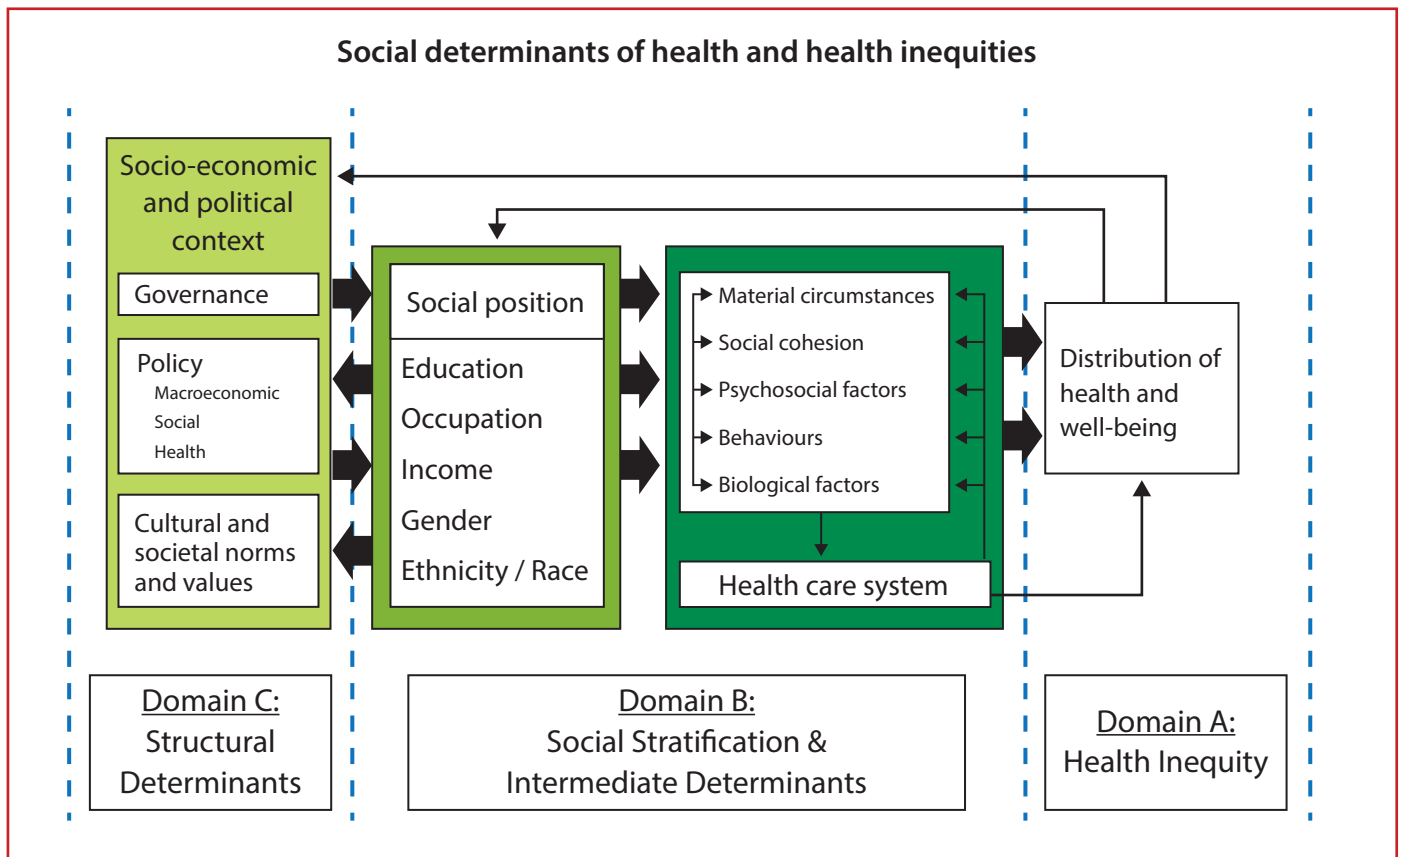 Social determinants of health and health inequities
Socio-economic
and political
context
Governance
Policy
Macroeconomic
Social
Health
Cultural and
societal norms
and values
Social position
Education
Occupation
Income
Gender
Ethnicity / Race
Material circumstances
Social cohesion
Psychosocial factors
Behaviours
Biological factors
Health care system
Distribution of
health and
well-being
Domain C:
Structural
Determinants
Domain B:
Social Stratification &
Intermediate Determinants
Domain A:
Health Inequity